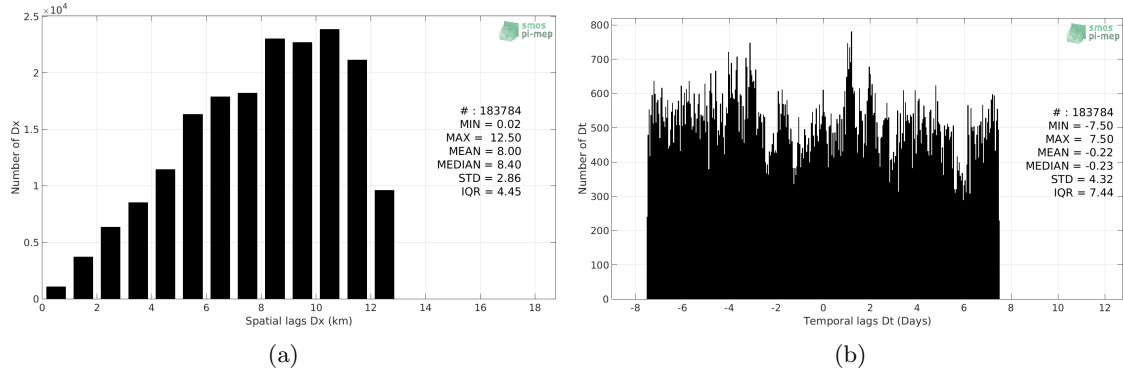 2.5 ×10⁴
2
1.5
1
0.5
0
Number of Dx
0 2 4 6 8 10 12 14 16 18
Spatial lags Dx (km)
smos
pi-mep
# : 183784
MIN = 0.02
MAX = 12.50
MEAN = 8.00
MEDIAN = 8.40
STD = 2.86
IQR = 4.45
(a)
800
700
600
500
400
300
200
100
0
Number of Dt
-8 -6 -4 -2 0 2 4 6 8 10 12
Temporal lags Dt (Days)
smos
pi-mep
# : 183784
MIN = -7.50
MAX = 7.50
MEAN = -0.22
MEDIAN = -0.23
STD = 4.32
IQR = 7.44
(b)